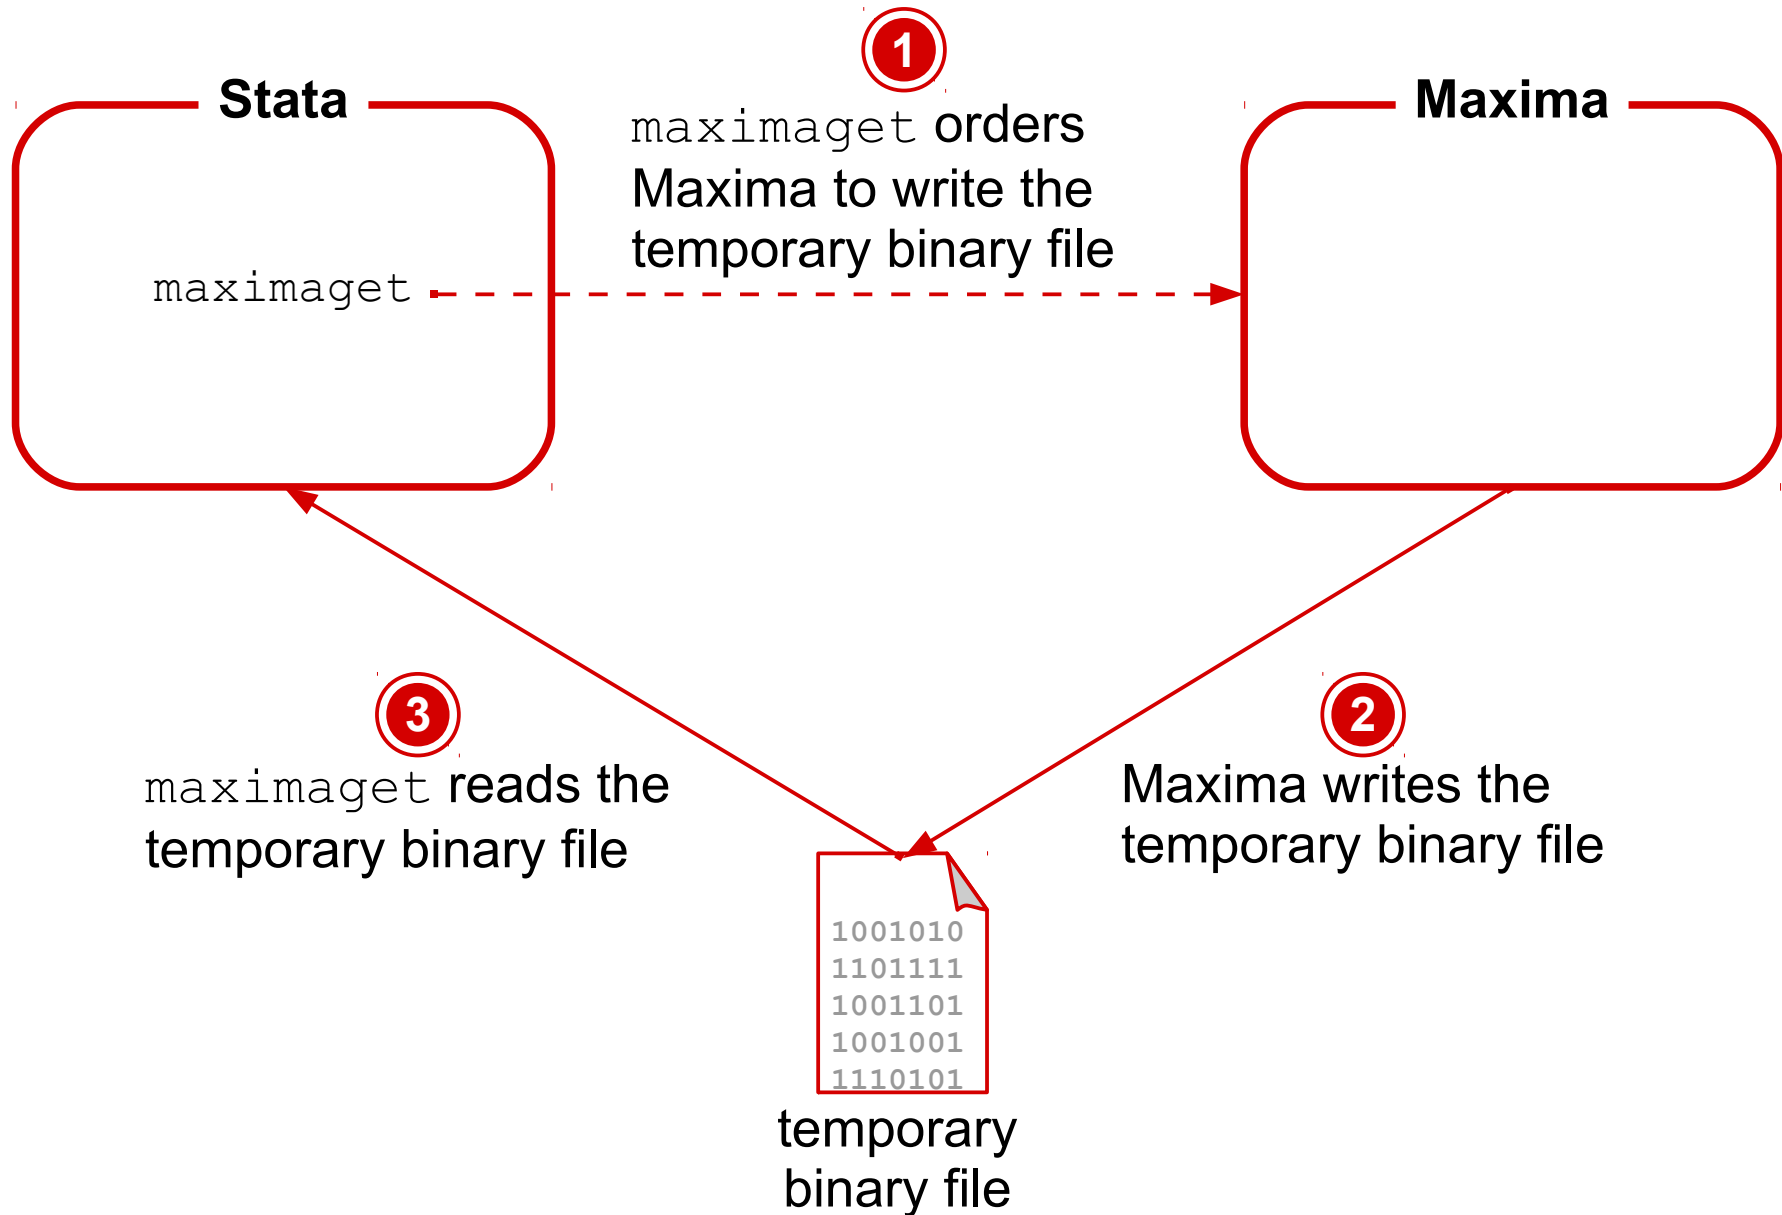 1
Stata
Maxima
maximaget orders
Maxima to write the
temporary binary file
maximaget
3
maximaget reads the
temporary binary file
2
Maxima writes the
temporary binary file
1001010
1101111
1001101
1001001
1110101
temporary
binary file